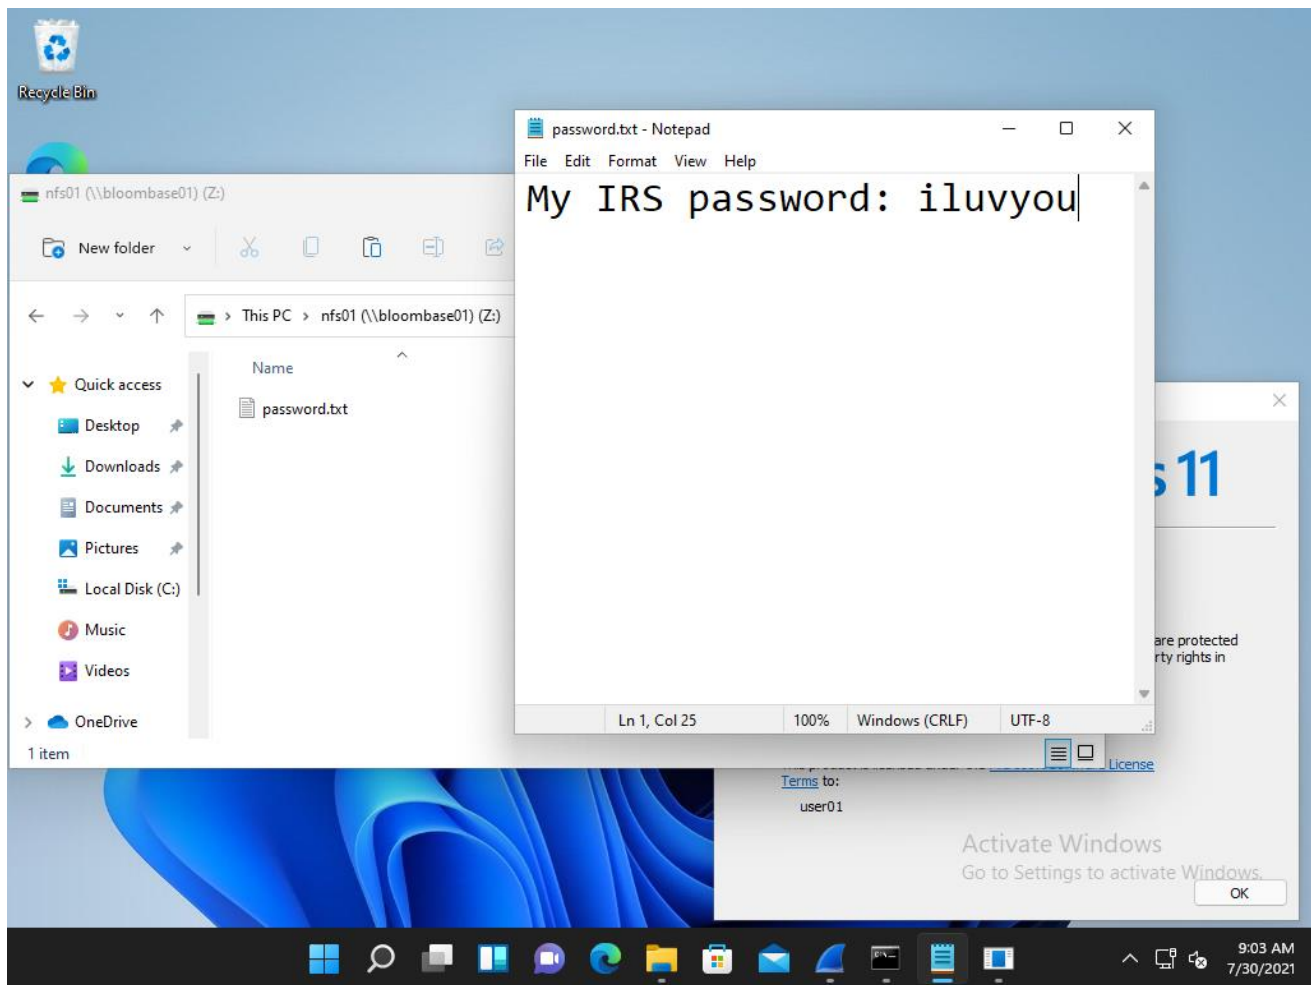 Recycle Bin
password.txt - Notepad
File Edit Format View Help
My IRS password: iluvyou
Ln 1, Col 25 100% Windows (CRLF) UTF-8
nfs01 (\\bloombase01) (Z:)
New folder
This PC > nfs01 (\\bloombase01) (Z:)
Name
password.txt
Quick access
Desktop
Downloads
Documents
Pictures
Local Disk (C:)
Music
Videos
OneDrive
1 item
s 11
are protected
rty rights in
License
Terms to:
user01
Activate Windows
Go to Settings to activate Windows.
OK
9:03 AM
7/30/2021